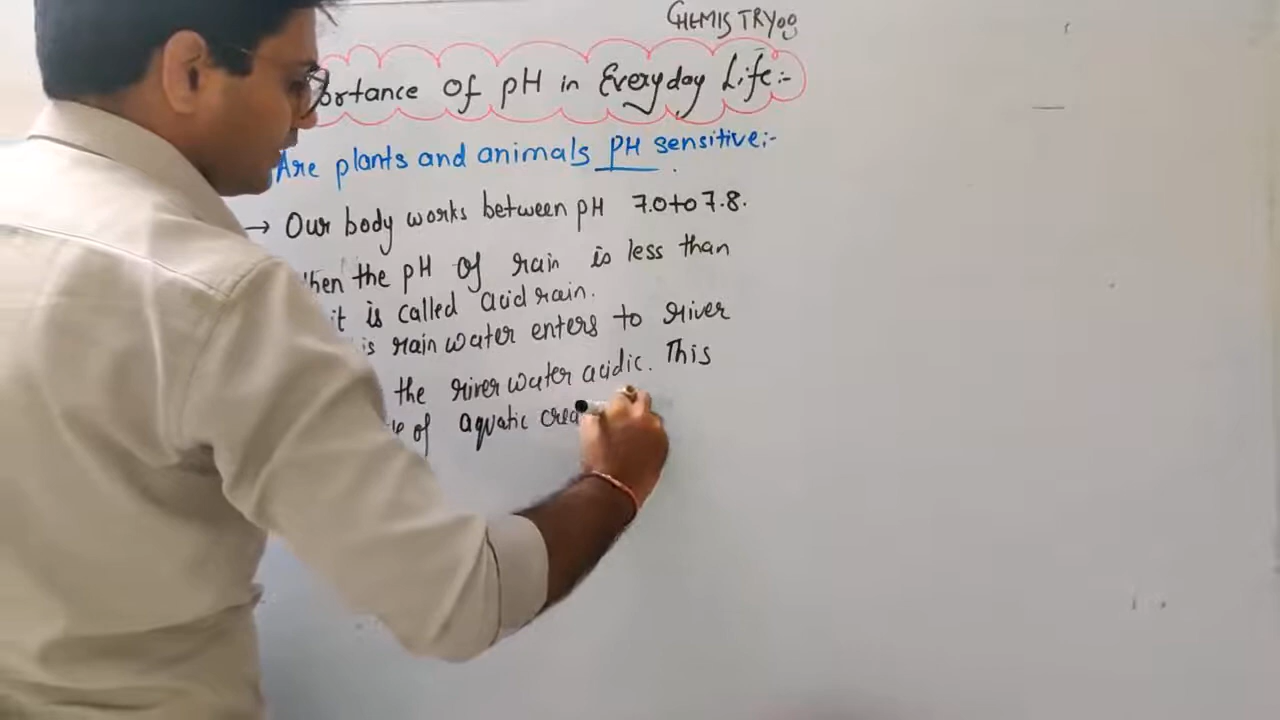 CHEMISTRY
ortance of pH in Everyday Life:-
Are plants and animals PH sensitive:-
→ Our body works between pH 7.0 to 7.8.
hen the pH of rain is less than
it is called acid rain.
is rain water enters to river
the river water acidic. This
of aquatic crea